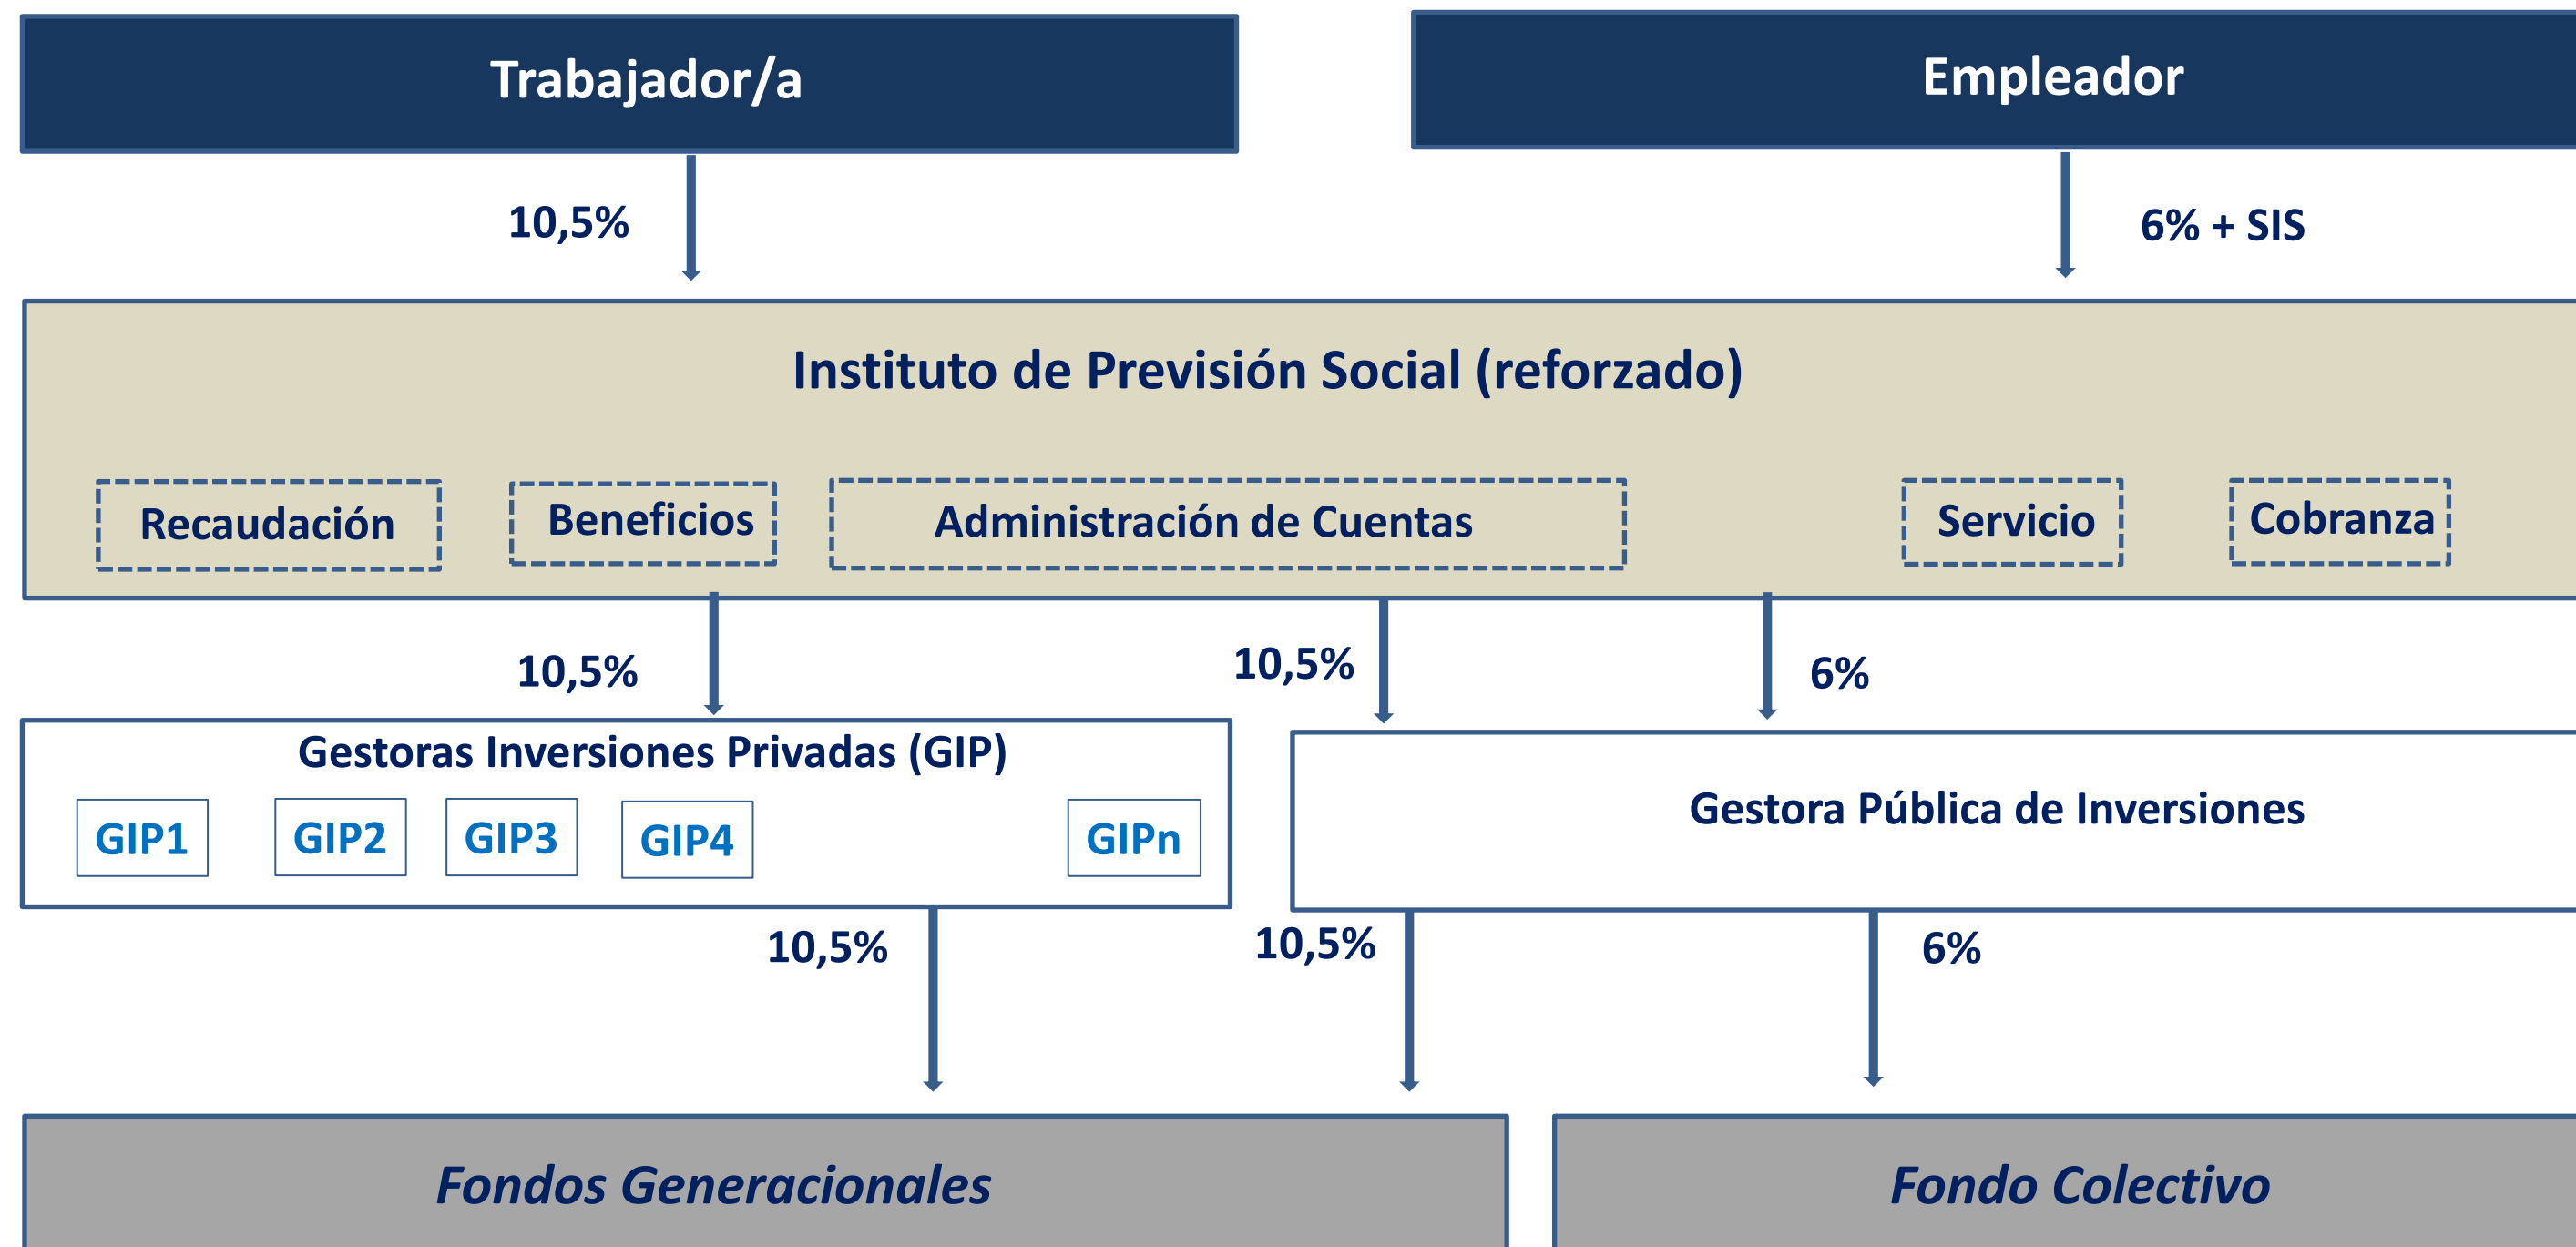 Trabajador/a
Empleador
10,5%
6% + SIS
Instituto de Previsión Social (reforzado)
Recaudación
Beneficios
Administración de Cuentas
Servicio
Cobranza
10,5%
10,5%
6%
Gestoras Inversiones Privadas (GIP)
GIP1
GIP2
GIP3
GIP4
GIPn
Gestora Pública de Inversiones
10,5%
10,5%
6%
Fondos Generacionales
Fondo Colectivo